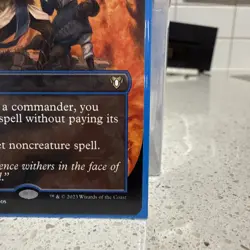 a commander, you
spell without paying its
et noncreature spell.
ence withers in the face of
."
™ & © 2023 Wizards of the Coast